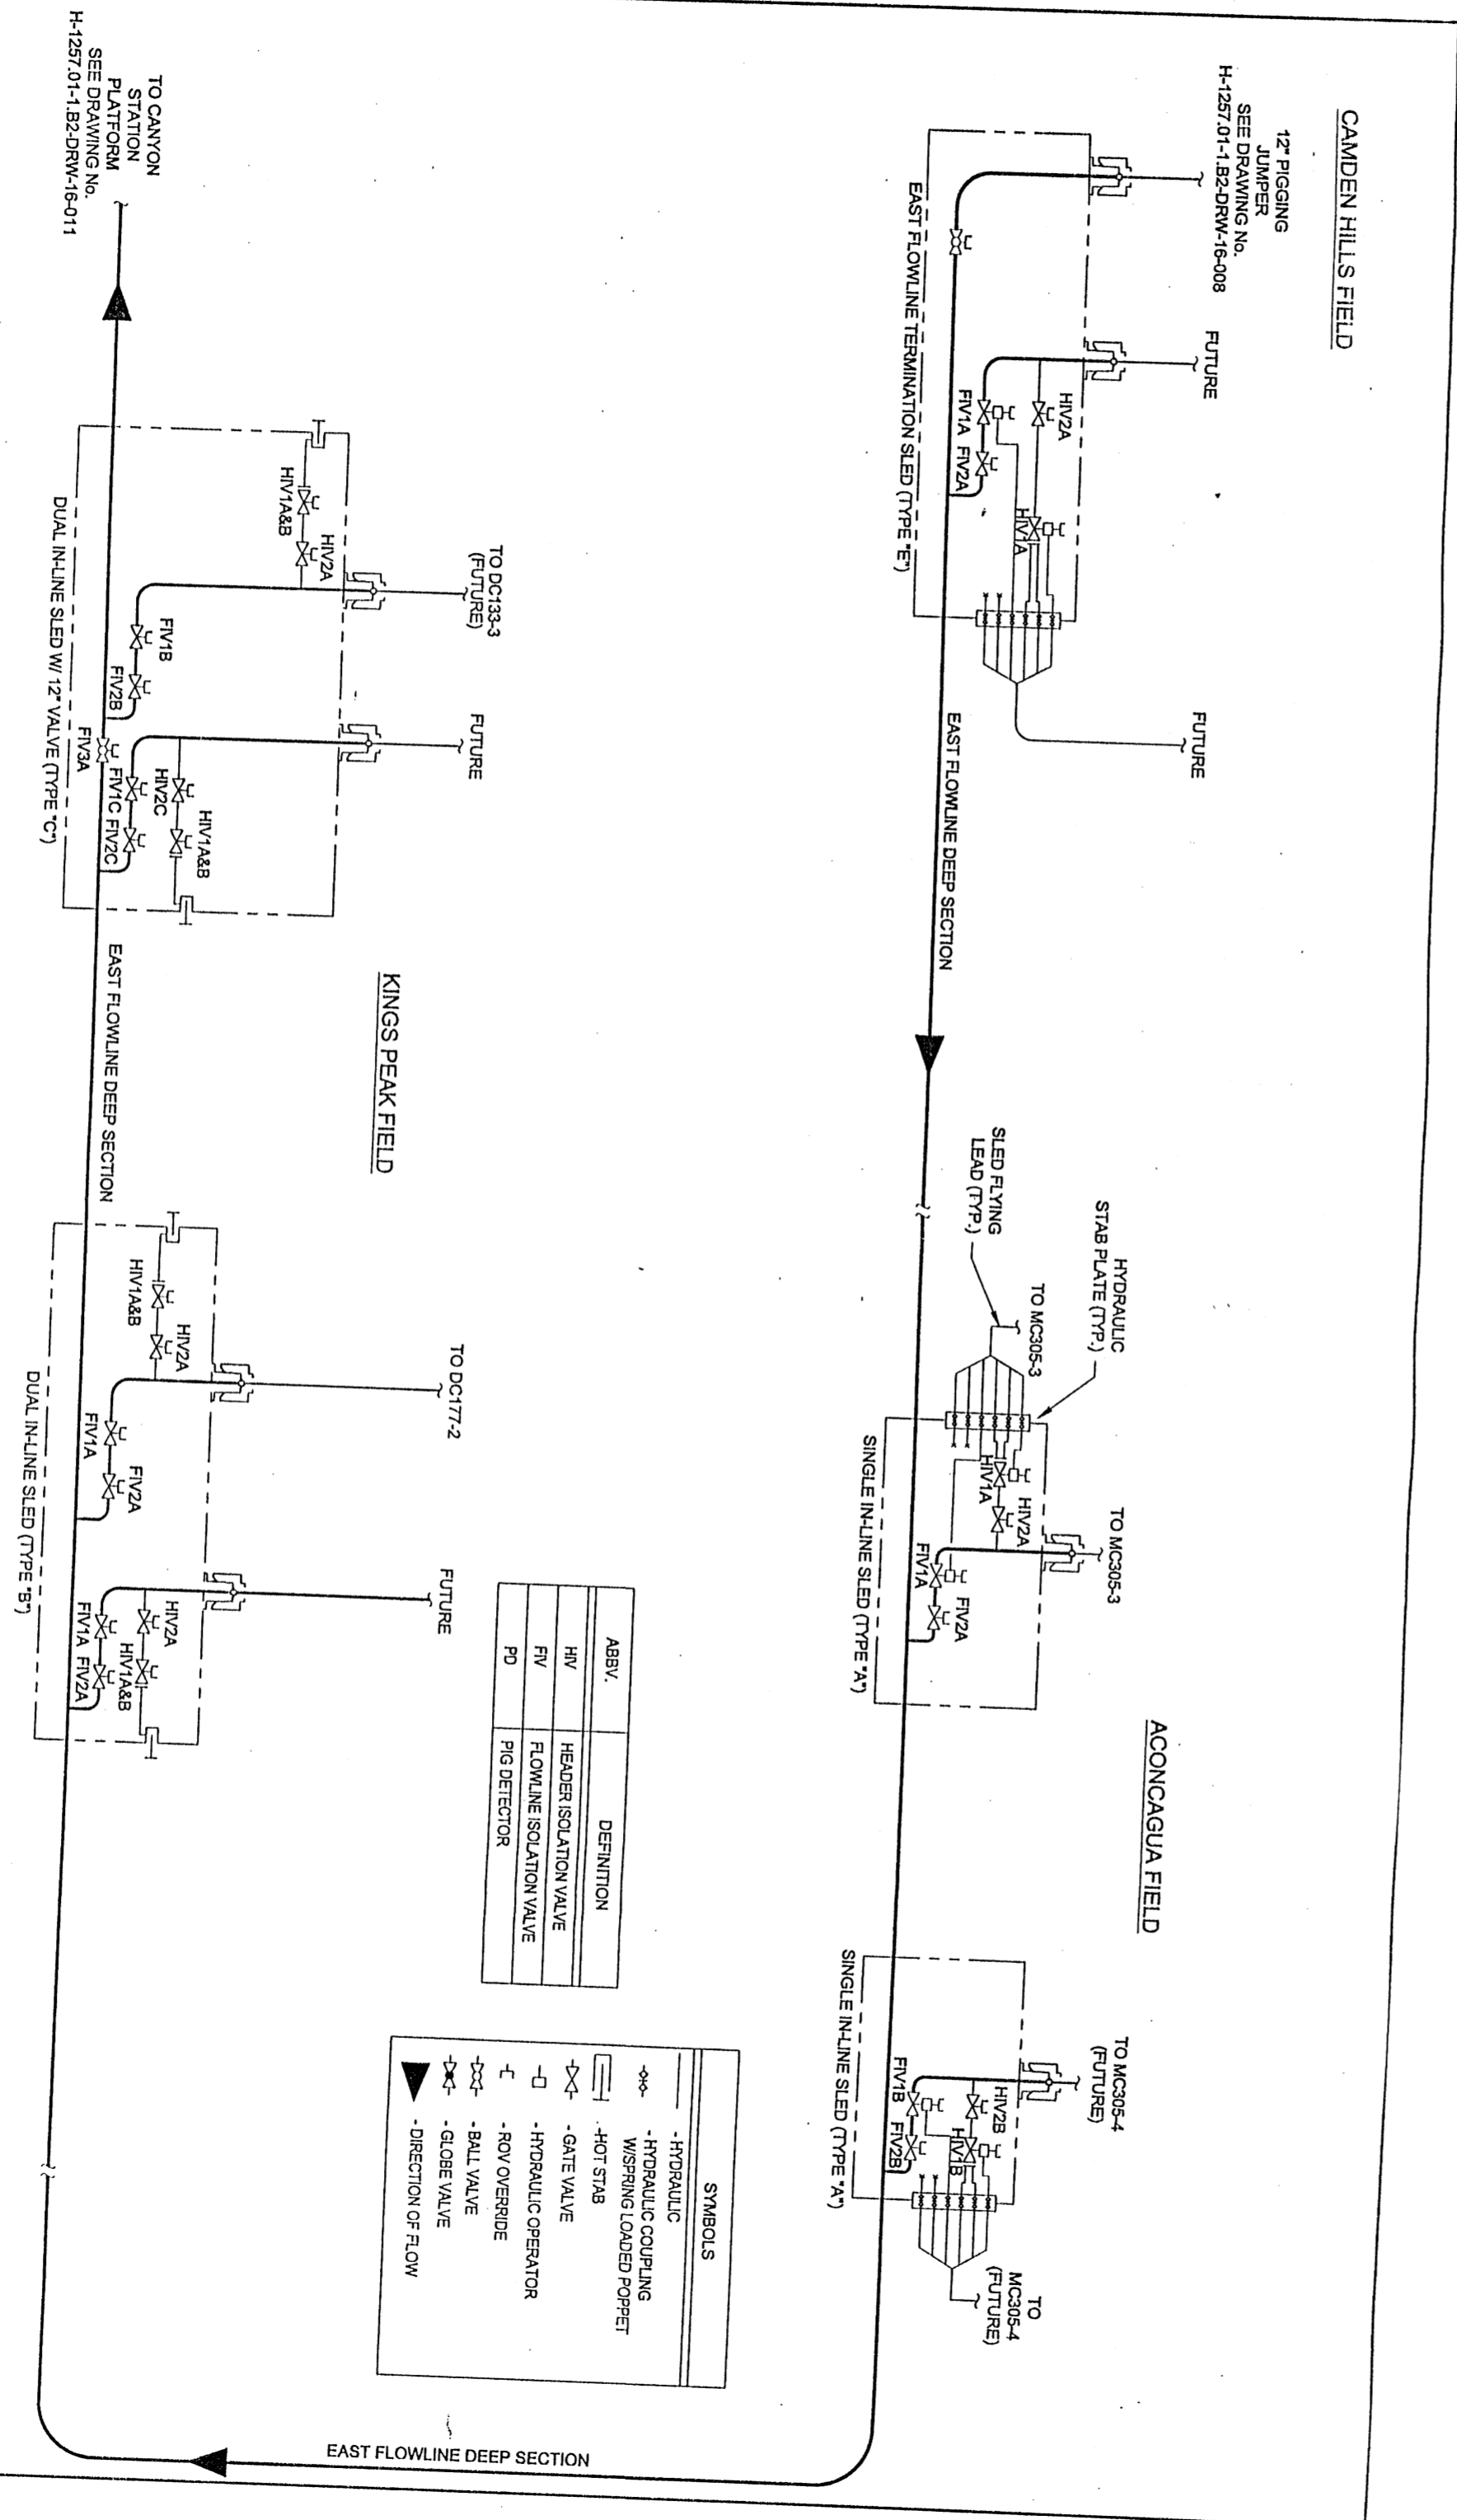 CAMDEN HILLS FIELD
12" PIGGING
JUMPER
SEE DRAWING No.
H-1257.01-1.B2-DRW-16-008
FUTURE
HIV2A
FIV1A FIV2A
HIV1A
EAST FLOWLINE TERMINATION SLED (TYPE "E")
FUTURE
EAST FLOWLINE DEEP SECTION
ACONCAGUA FIELD
HYDRAULIC
STAB PLATE (TYP.)
SLED FLYING
LEAD (TYP.)
TO MC305-3
TO MC305-3
HIV1A
HIV2A
FIV1A
FIV2A
SINGLE IN-LINE SLED (TYPE "A")
TO MC305-4
(FUTURE)
HIV2B
HIV1B
FIV1B
FIV2B
TO
MC305-4
(FUTURE)
SINGLE IN-LINE SLED (TYPE "A")
EAST FLOWLINE DEEP SECTION
KINGS PEAK FIELD
TO CANYON
STATION
PLATFORM
SEE DRAWING No.
H-1257.01-1.B2-DRW-16-011
TO DC133-3
(FUTURE)
HIV1A&B
HIV2A
FIV1B
FIV2B
FUTURE
HIV1A&B
HIV2C
FIV1C FIV2C
FIV3A
DUAL IN-LINE SLED W/ 12" VALVE (TYPE "C")
EAST FLOWLINE DEEP SECTION
TO DC177-2
HIV1A&B
HIV2A
FIV1A
FIV2A
FUTURE
HIV2A
HIV1A&B
FIV1A FIV2A
DUAL IN-LINE SLED (TYPE "B")
ABBV. DEFINITION
HIV HEADER ISOLATION VALVE
FIV FLOWLINE ISOLATION VALVE
PD PIG DETECTOR
SYMBOLS
- HYDRAULIC
- HYDRAULIC COUPLING
W/SPRING LOADED POPPET
- HOT STAB
- GATE VALVE
- HYDRAULIC OPERATOR
- ROV OVERRIDE
- BALL VALVE
- GLOBE VALVE
- DIRECTION OF FLOW